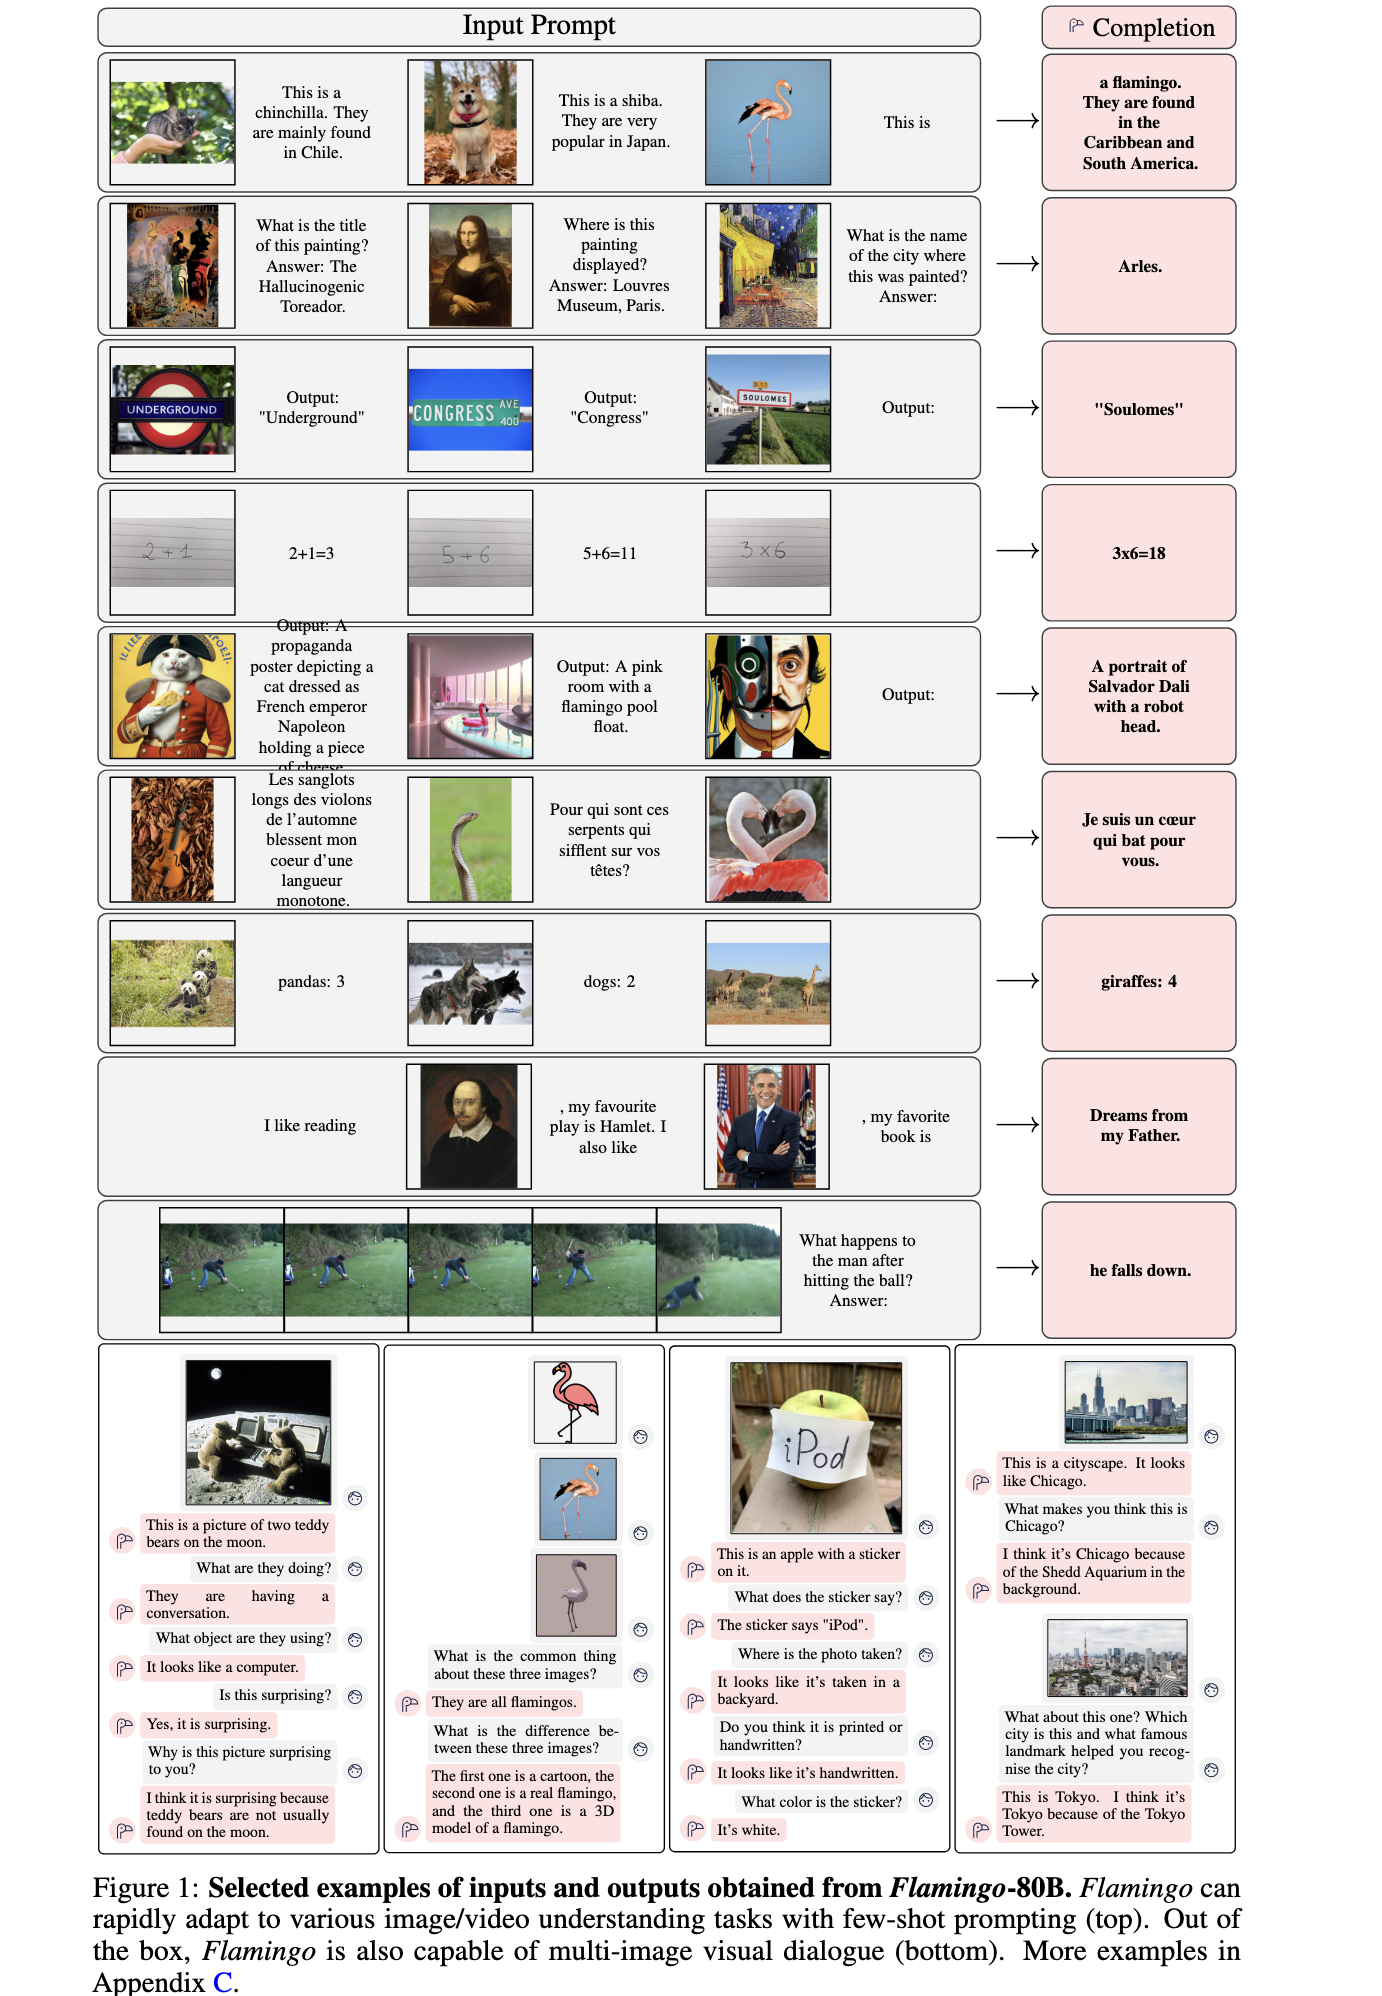 Input Prompt
Completion
This is a
chinchilla. They
are mainly found
in Chile.
This is a shiba.
They are very
popular in Japan.
This is
a flamingo.
They are found
in the
Caribbean and
South America.
What is the title
of this painting?
Answer: The
Hallucinogenic
Toreador.
Where is this
painting
displayed?
Answer: Louvres
Museum, Paris.
What is the name
of the city where
this was painted?
Answer:
Arles.
UNDERGROUND
Output:
"Underground"
CONGRESS AVE
400
Output:
"Congress"
SOULOMES
Output:
"Soulomes"
2+1
2+1=3
5+6
5+6=11
3×6
3x6=18
Output: A
propaganda
poster depicting a
cat dressed as
French emperor
Napoleon
holding a piece
of cheese.
Output: A pink
room with a
flamingo pool
float.
Output:
A portrait of
Salvador Dali
with a robot
head.
Les sanglots
longs des violons
de l'automne
blessent mon
coeur d'une
langueur
monotone.
Pour qui sont ces
serpents qui
sifflent sur vos
têtes?
Je suis un cœur
qui bat pour
vous.
pandas: 3
dogs: 2
giraffes: 4
I like reading
, my favourite
play is Hamlet. I
also like
, my favorite
book is
Dreams from
my Father.
What happens to
the man after
hitting the ball?
Answer:
he falls down.
This is a picture of two teddy
bears on the moon.
What are they doing?
They are having a
conversation.
What object are they using?
It looks like a computer.
Is this surprising?
Yes, it is surprising.
Why is this picture surprising
to you?
I think it is surprising because
teddy bears are not usually
found on the moon.
What is the common thing
about these three images?
They are all flamingos.
What is the difference be-
tween these three images?
The first one is a cartoon, the
second one is a real flamingo,
and the third one is a 3D
model of a flamingo.
iPod
This is an apple with a sticker
on it.
What does the sticker say?
The sticker says "iPod".
Where is the photo taken?
It looks like it's taken in a
backyard.
Do you think it is printed or
handwritten?
It looks like it's handwritten.
What color is the sticker?
It's white.
This is a cityscape. It looks
like Chicago.
What makes you think this is
Chicago?
I think it's Chicago because
of the Shedd Aquarium in the
background.
What about this one? Which
city is this and what famous
landmark helped you recog-
nise the city?
This is Tokyo. I think it's
Tokyo because of the Tokyo
Tower.
Figure 1: Selected examples of inputs and outputs obtained from Flamingo-80B. Flamingo can
rapidly adapt to various image/video understanding tasks with few-shot prompting (top). Out of
the box, Flamingo is also capable of multi-image visual dialogue (bottom). More examples in
Appendix C.